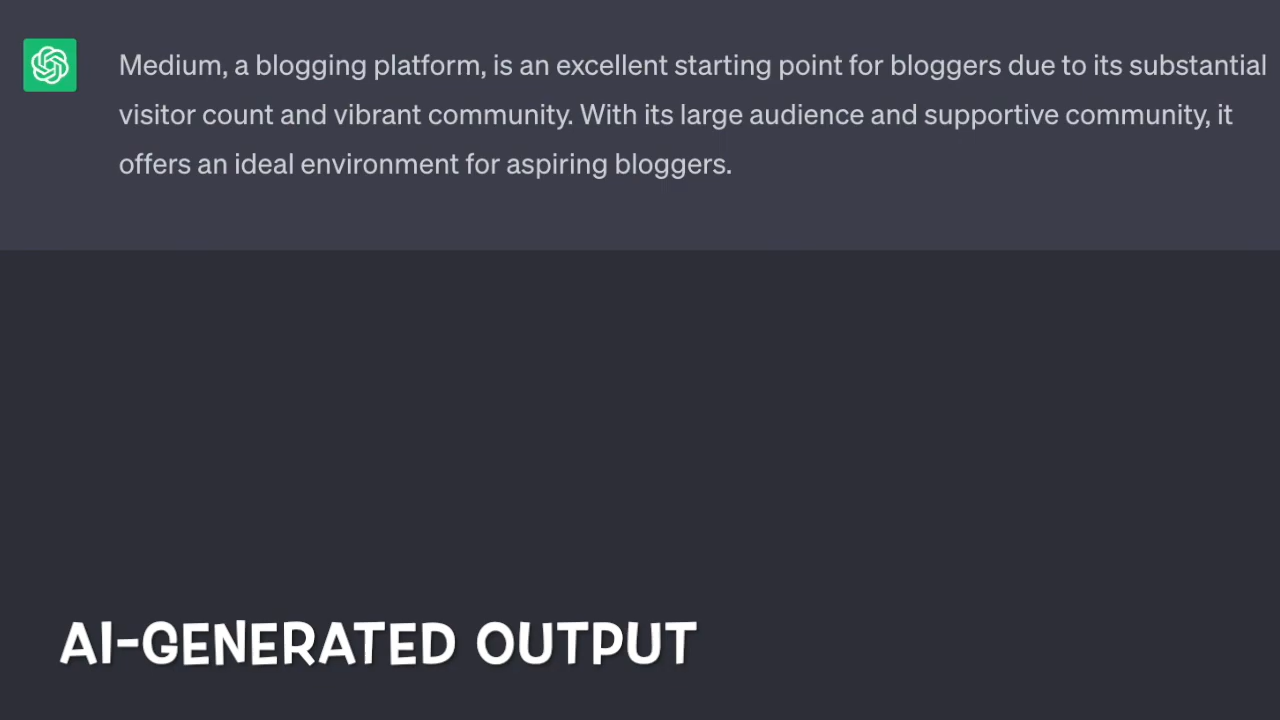 Medium, a blogging platform, is an excellent starting point for bloggers due to its substantial
visitor count and vibrant community. With its large audience and supportive community, it
offers an ideal environment for aspiring bloggers.
AI-GENERATED OUTPUT